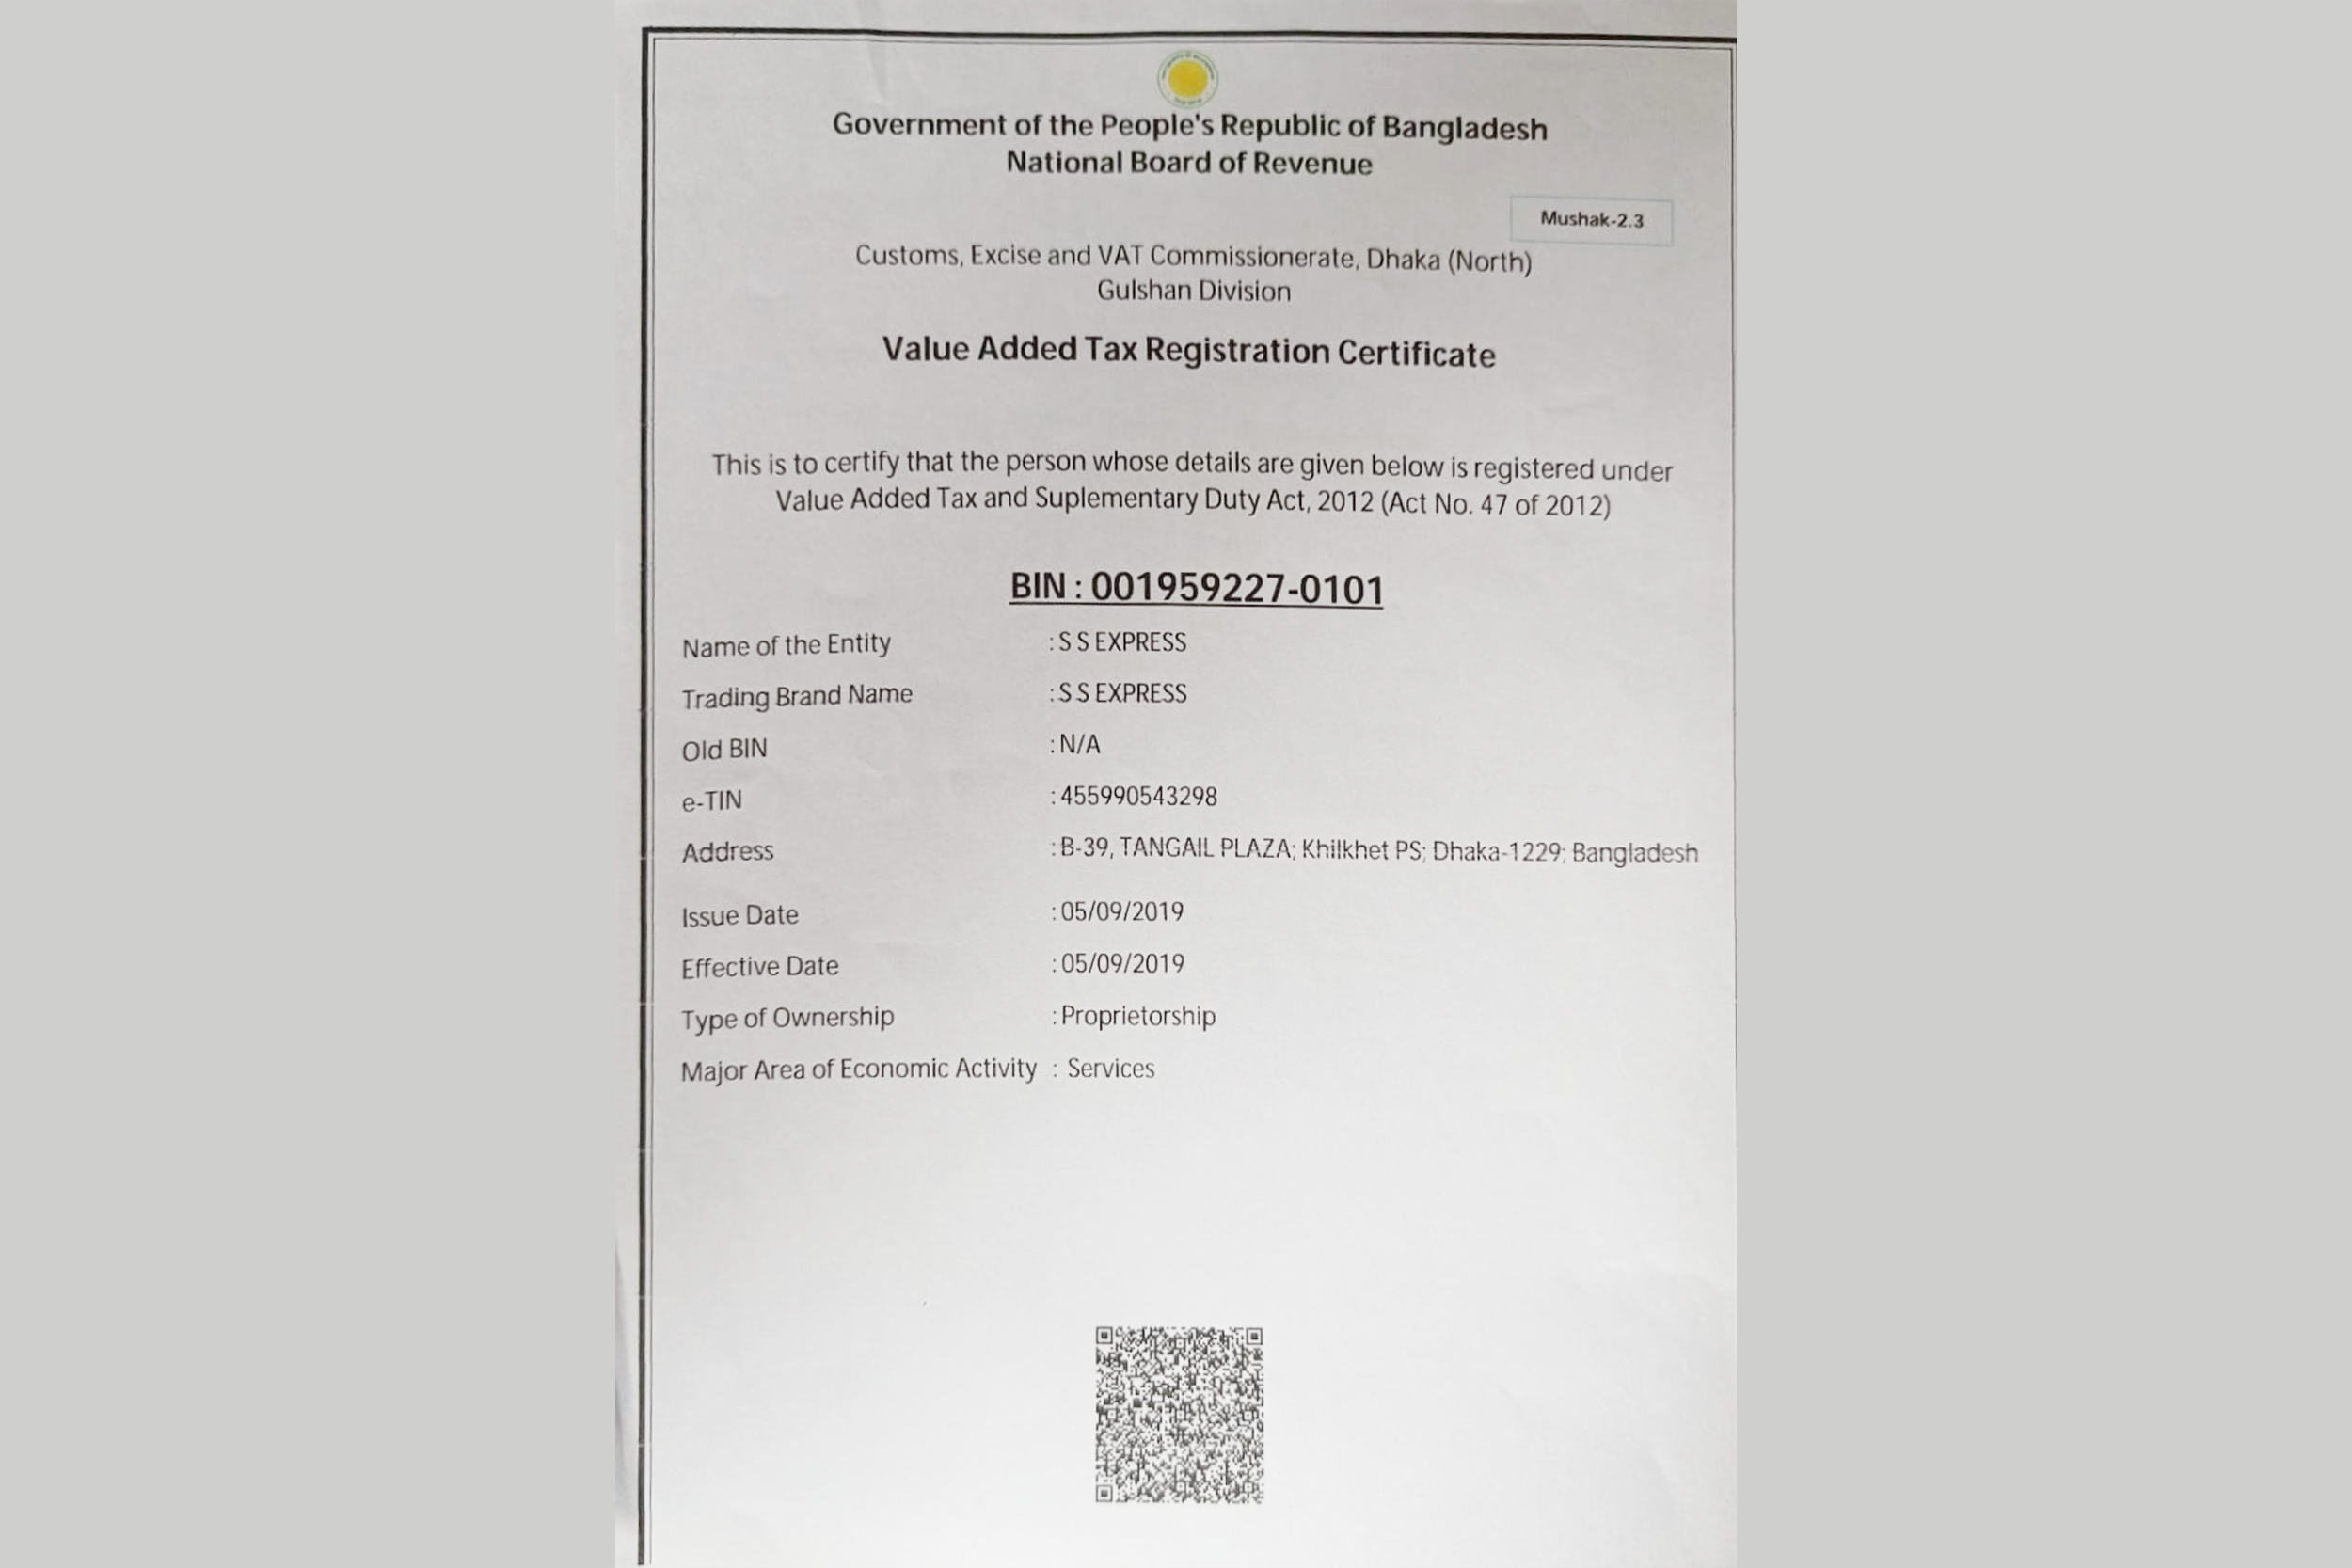 Government of the People's Republic of Bangladesh
National Board of Revenue
Mushak-2.3
Customs, Excise and VAT Commissionerate, Dhaka (North)
Gulshan Division
Value Added Tax Registration Certificate
This is to certify that the person whose details are given below is registered under
Value Added Tax and Suplementary Duty Act, 2012 (Act No. 47 of 2012)
BIN : 001959227-0101
Name of the Entity : S S EXPRESS
Trading Brand Name : S S EXPRESS
Old BIN : N/A
e-TIN : 455990543298
Address : B-39, TANGAIL PLAZA; Khilkhet PS; Dhaka-1229; Bangladesh
Issue Date : 05/09/2019
Effective Date : 05/09/2019
Type of Ownership : Proprietorship
Major Area of Economic Activity : Services